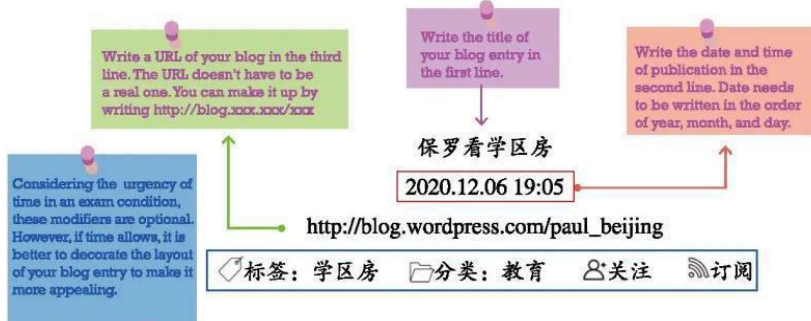 Write a URL of your blog in the third
line. The URL doesn't have to be
a real one. You can make it up by
writing http://blog.xxx.xxx/xxx
Write the title of
your blog entry in
the first line.
Write the date and time
of publication in the
second line. Date needs
to be written in the order
of year, month, and day.
Considering the urgency of
time in an exam condition,
these modifiers are optional.
However, if time allows, it is
better to decorate the layout
of your blog entry to make it
more appealing.
保罗看学区房
2020.12.06 19:05
http://blog.wordpress.com/paul_beijing
标签：学区房 分类：教育 关注 订阅